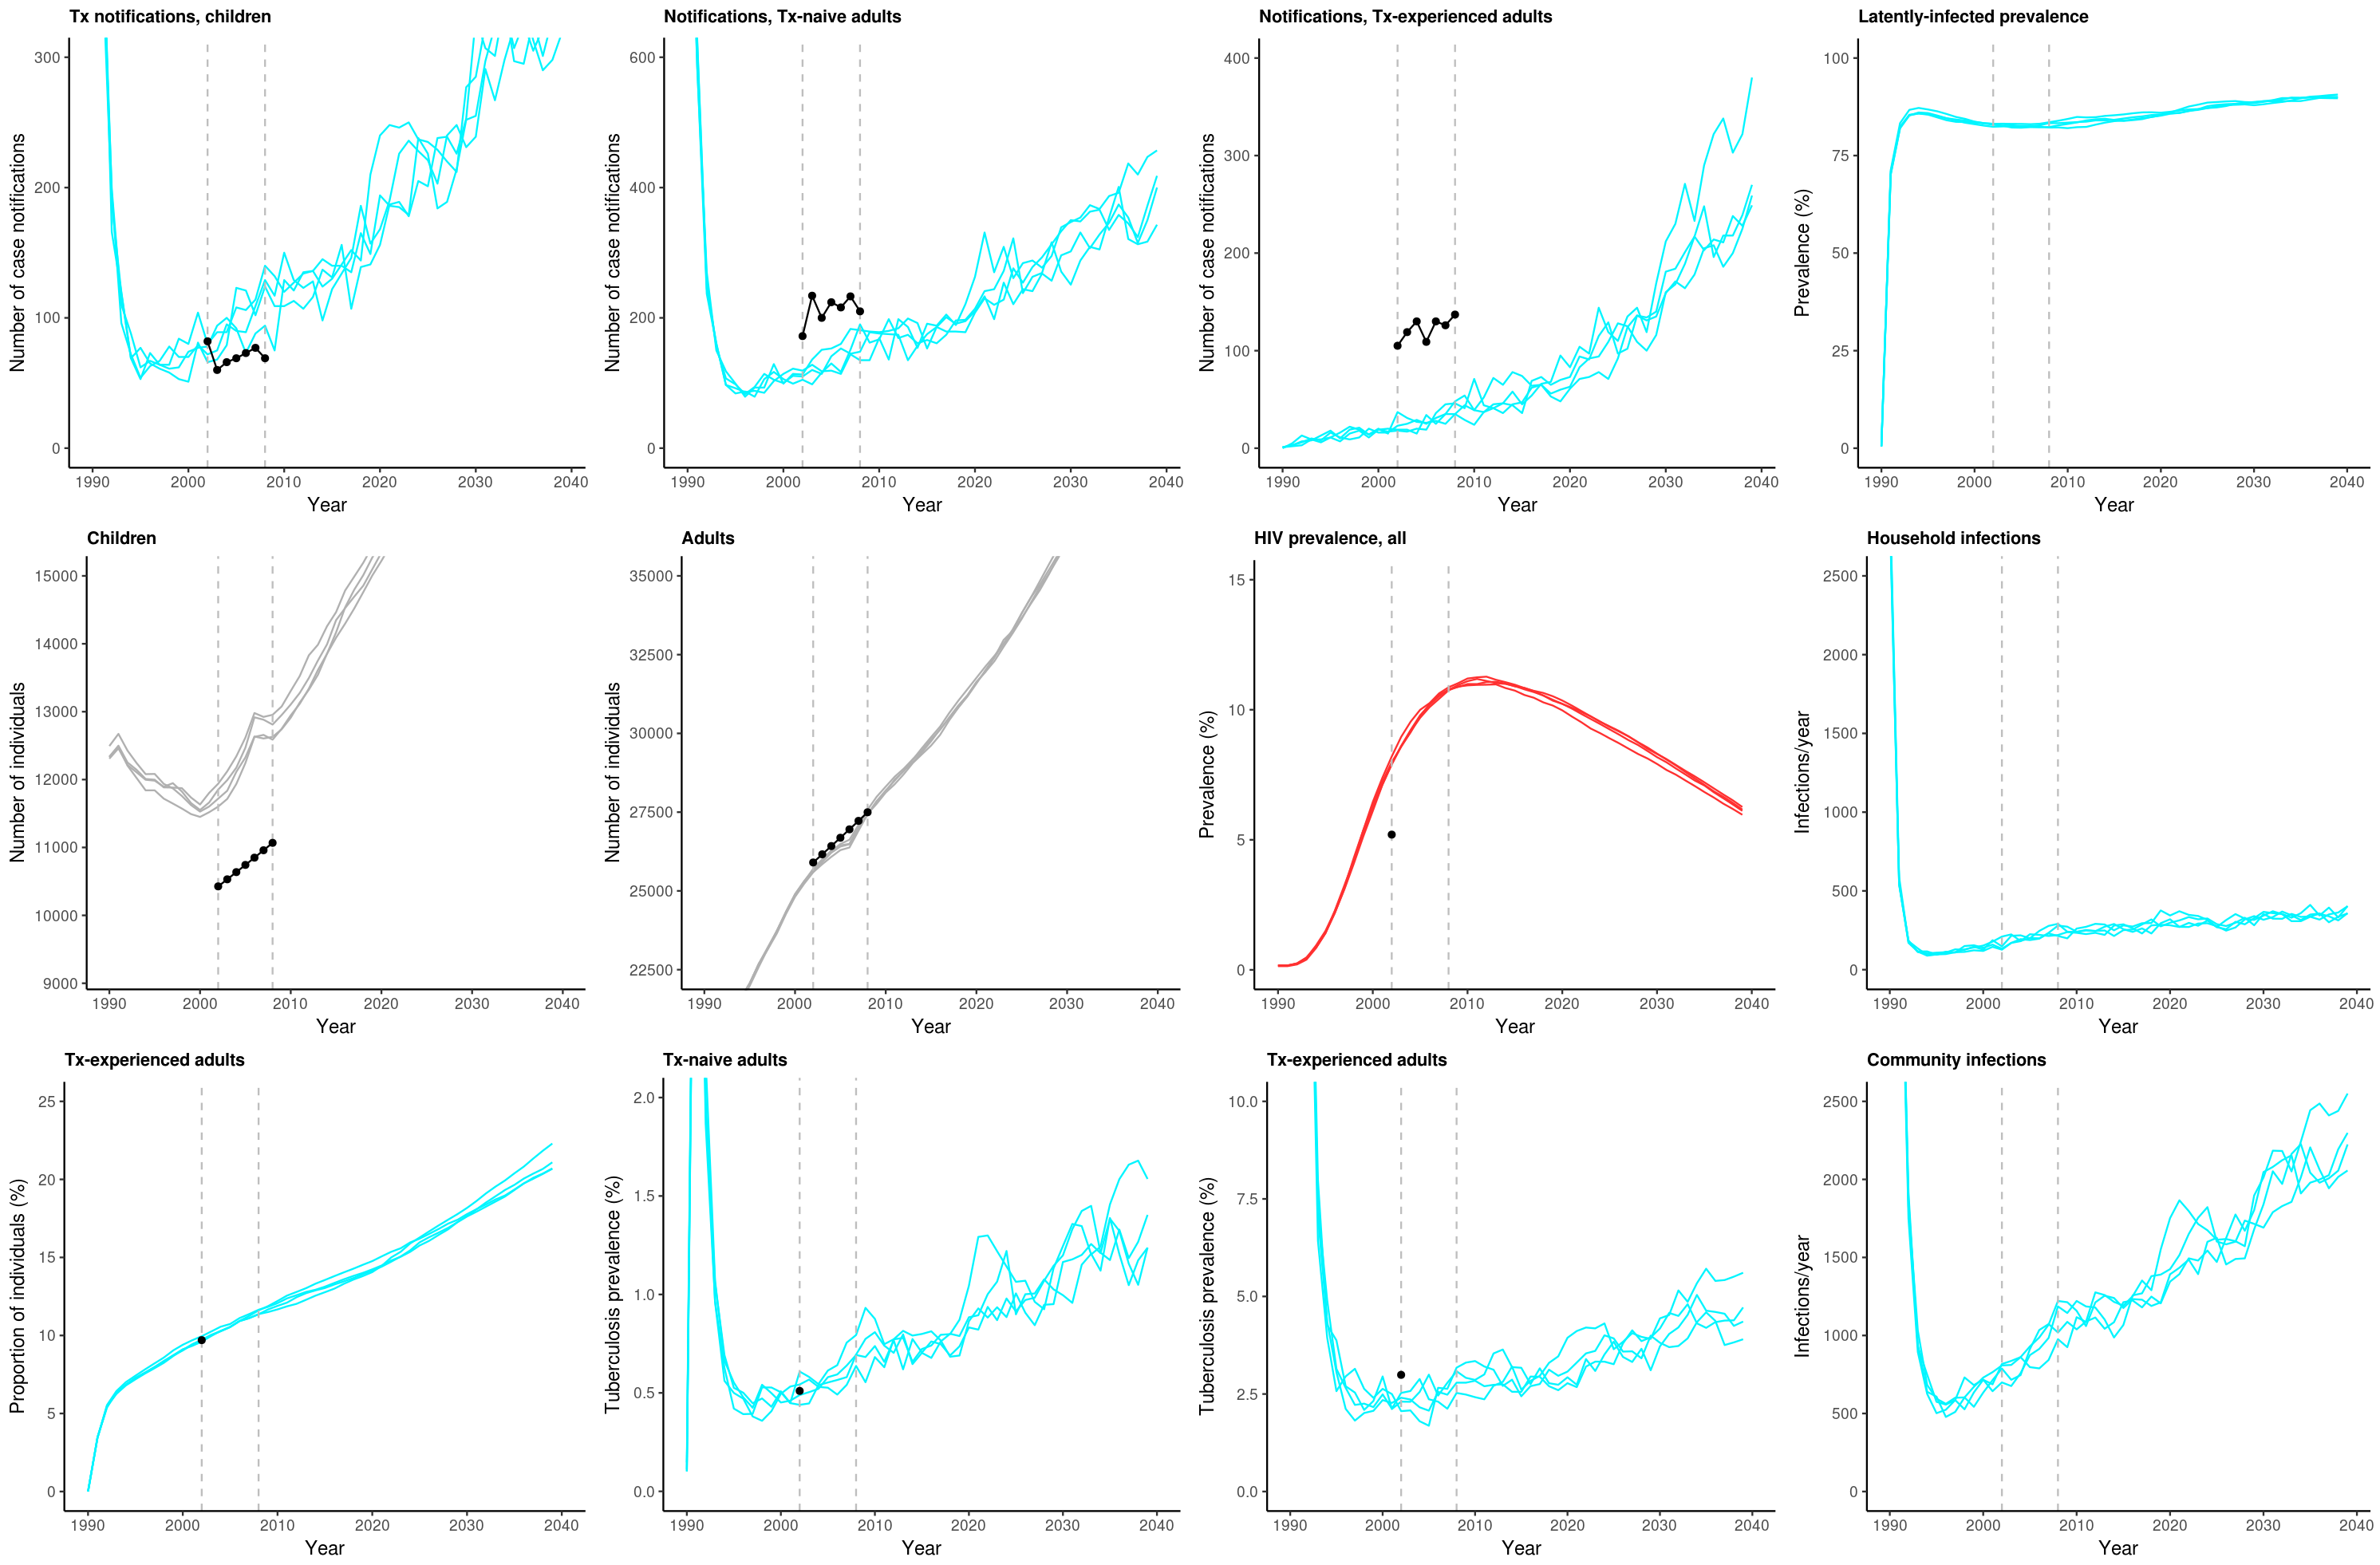 Tx notifications, children
Number of case notifications
300
200
100
0
1990 2000 2010 2020 2030 2040
Year
Notifications, Tx-naive adults
Number of case notifications
600
400
200
0
1990 2000 2010 2020 2030 2040
Year
Notifications, Tx-experienced adults
Number of case notifications
400
300
200
100
0
1990 2000 2010 2020 2030 2040
Year
Latently-infected prevalence
Prevalence (%)
100
75
50
25
0
1990 2000 2010 2020 2030 2040
Year
Children
Number of individuals
15000
14000
13000
12000
11000
10000
9000
1990 2000 2010 2020 2030 2040
Year
Adults
Number of individuals
35000
32500
30000
27500
25000
22500
1990 2000 2010 2020 2030 2040
Year
HIV prevalence, all
Prevalence (%)
15
10
5
0
1990 2000 2010 2020 2030 2040
Year
Household infections
Infections/year
2500
2000
1500
1000
500
0
1990 2000 2010 2020 2030 2040
Year
Tx-experienced adults
Proportion of individuals (%)
25
20
15
10
5
0
1990 2000 2010 2020 2030 2040
Year
Tx-naive adults
Tuberculosis prevalence (%)
2.0
1.5
1.0
0.5
0.0
1990 2000 2010 2020 2030 2040
Year
Tx-experienced adults
Tuberculosis prevalence (%)
10.0
7.5
5.0
2.5
0.0
1990 2000 2010 2020 2030 2040
Year
Community infections
Infections/year
2500
2000
1500
1000
500
0
1990 2000 2010 2020 2030 2040
Year